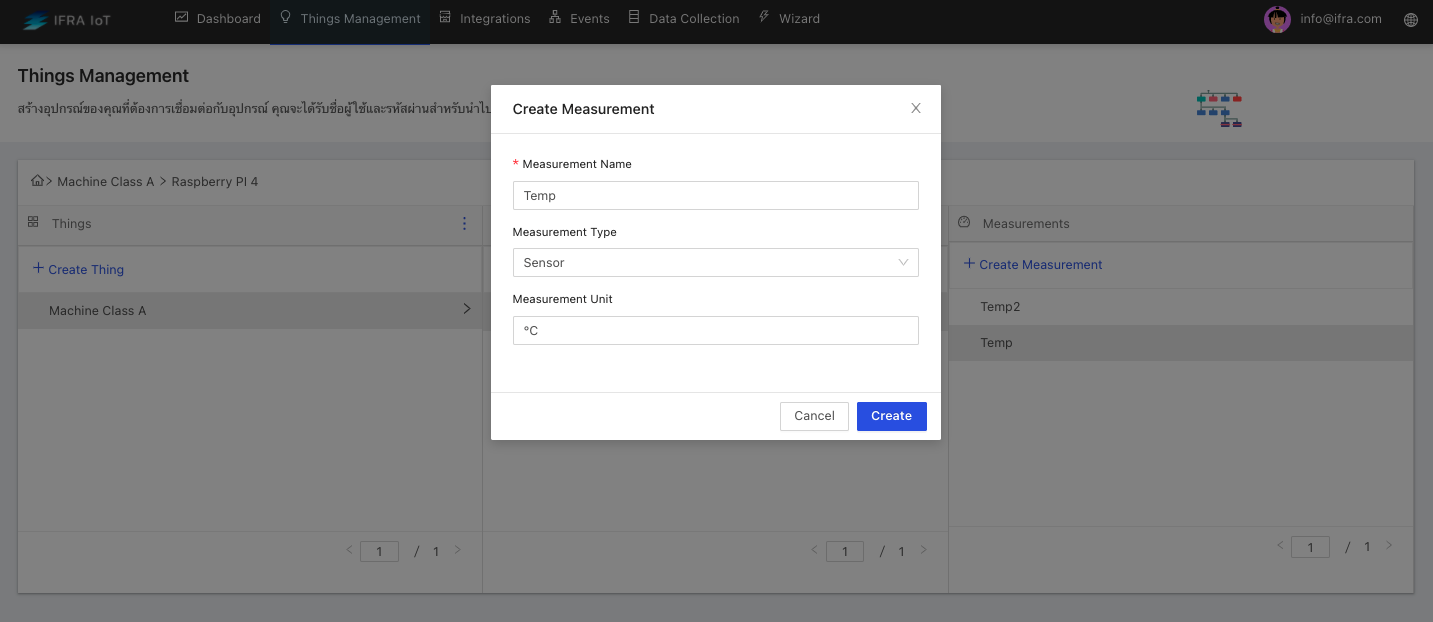 IFRA IoT
Dashboard
Things Management
Integrations
Events
Data Collection
Wizard
info@ifra.com
Things Management
สร้างอุปกรณ์ของคุณที่ต้องการเชื่อมต่อกับอุปกรณ์ คุณจะได้รับชื่อผู้ใช้และรหัสผ่านสำหรับนำไป
Machine Class A > Raspberry PI 4
Things
Create Thing
Machine Class A
< 1 / 1 >
Create Measurement
* Measurement Name
Temp
Measurement Type
Sensor
Measurement Unit
°C
Cancel
Create
< 1 / 1 >
Measurements
Create Measurement
Temp2
Temp
< 1 / 1 >